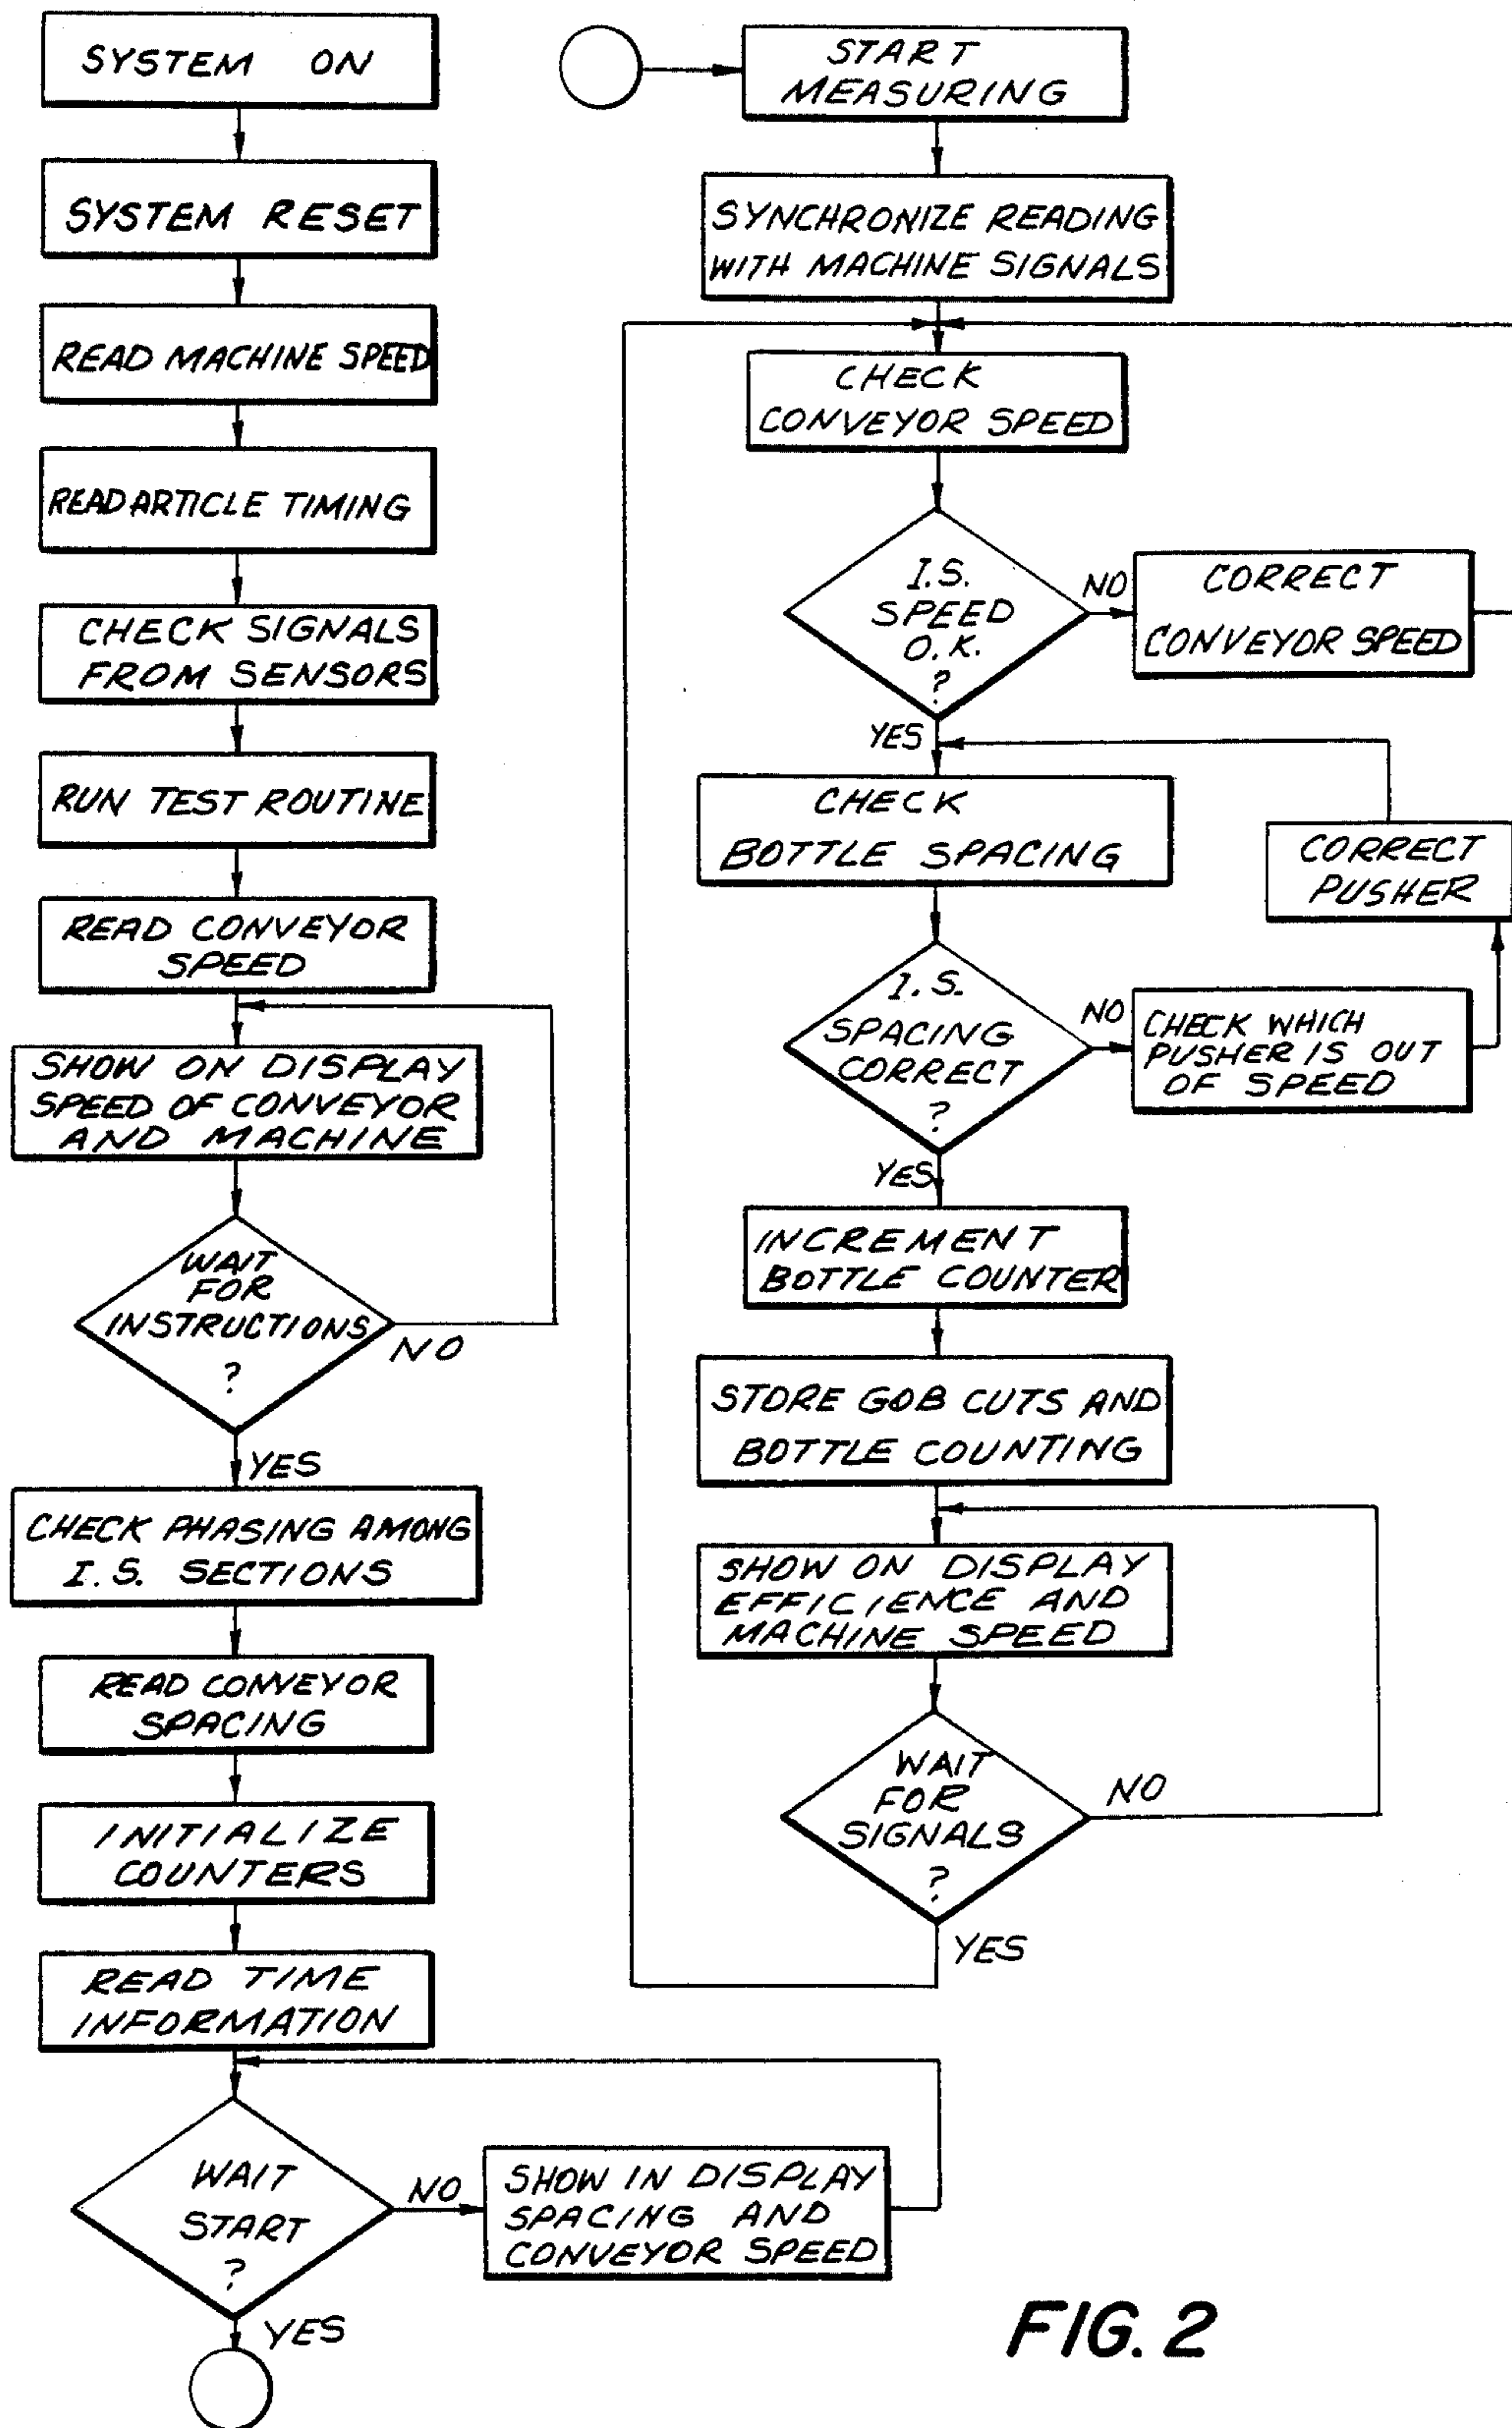 SYSTEM ON
SYSTEM RESET
READ MACHINE SPEED
READ ARTICLE TIMING
CHECK SIGNALS
FROM SENSORS
RUN TEST ROUTINE
READ CONVEYOR
SPEED
SHOW ON DISPLAY
SPEED OF CONVEYOR
AND MACHINE
WAIT
FOR
INSTRUCTIONS
?
NO
YES
CHECK PHASING AMONG
I.S. SECTIONS
READ CONVEYOR
SPACING
INITIALIZE
COUNTERS
READ TIME
INFORMATION
WAIT
START
?
NO
SHOW IN DISPLAY
SPACING AND
CONVEYOR SPEED
YES
START
MEASURING
SYNCHRONIZE READING
WITH MACHINE SIGNALS
CHECK
CONVEYOR SPEED
I.S.
SPEED
O.K.
?
NO
CORRECT
CONVEYOR SPEED
YES
CHECK
BOTTLE SPACING
CORRECT
PUSHER
I.S.
SPACING
CORRECT
?
NO
CHECK WHICH
PUSHER IS OUT
OF SPEED
YES
INCREMENT
BOTTLE COUNTER
STORE GOB CUTS AND
BOTTLE COUNTING
SHOW ON DISPLAY
EFFICIENCE AND
MACHINE SPEED
WAIT
FOR
SIGNALS
?
NO
YES
FIG. 2